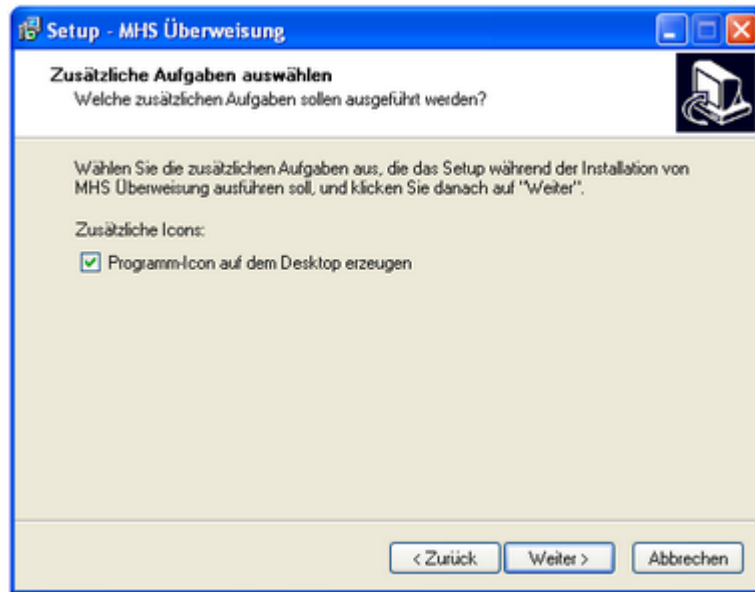 Setup - MHS Überweisung
Zusätzliche Aufgaben auswählen
Welche zusätzlichen Aufgaben sollen ausgeführt werden?
Wählen Sie die zusätzlichen Aufgaben aus, die das Setup während der Installation von
MHS Überweisung ausführen soll, und klicken Sie danach auf "Weiter".
Zusätzliche Icons:
Programm-Icon auf dem Desktop erzeugen
< Zurück Weiter > Abbrechen